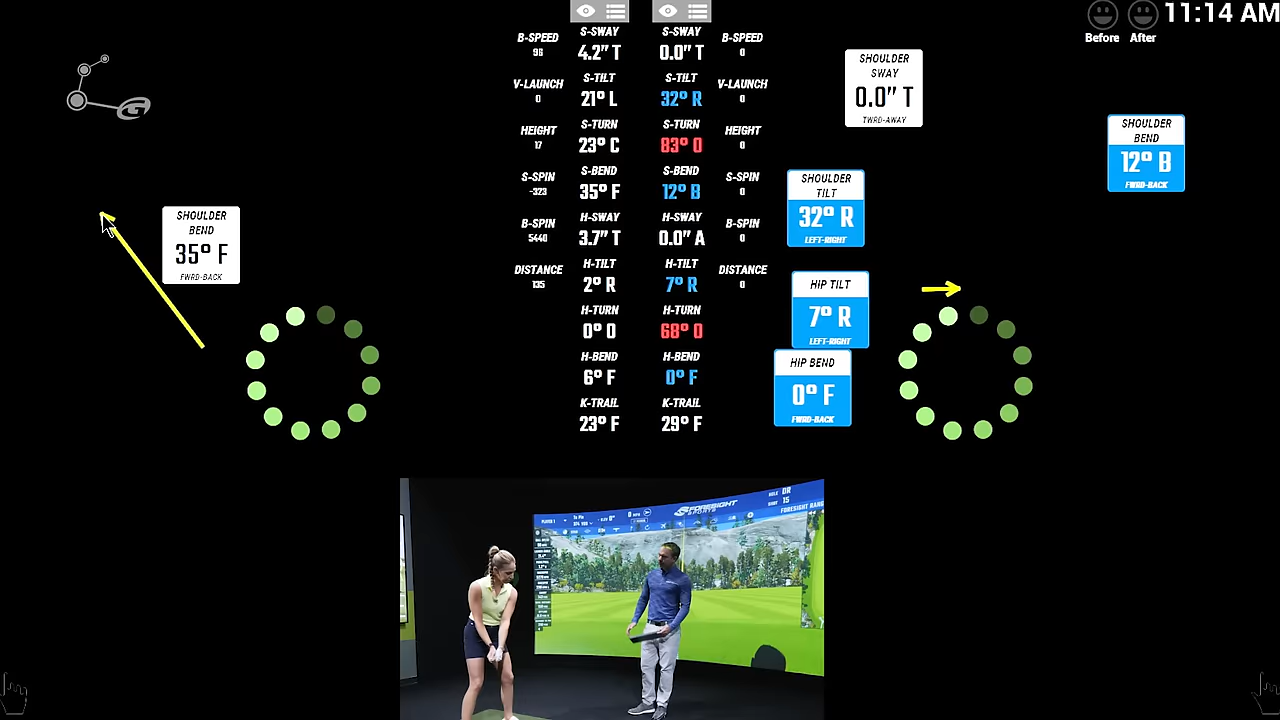 11:14 AM
Before After
B-SPEED
96
V-LAUNCH
0
HEIGHT
17
S-SPIN
-323
B-SPIN
5440
DISTANCE
135
S-SWAY
4.2" T
S-TILT
21° L
S-TURN
23° C
S-BEND
35° F
H-SWAY
3.7" T
H-TILT
2° R
H-TURN
0° O
H-BEND
6° F
K-TRAIL
23° F
S-SWAY
0.0" T
S-TILT
32° R
S-TURN
83° O
S-BEND
12° B
H-SWAY
0.0" A
H-TILT
7° R
H-TURN
68° O
H-BEND
0° F
K-TRAIL
29° F
B-SPEED
0
V-LAUNCH
0
HEIGHT
0
S-SPIN
0
B-SPIN
0
DISTANCE
0
SHOULDER
BEND
35° F
FWRD-BACK
SHOULDER
SWAY
0.0" T
TWRD-AWAY
SHOULDER
BEND
12° B
FWRD-BACK
SHOULDER
TILT
32° R
LEFT-RIGHT
HIP TILT
7° R
LEFT-RIGHT
HIP BEND
0° F
FWRD-BACK
FORESIGHT
SPORTS
FORESIGHT RANG